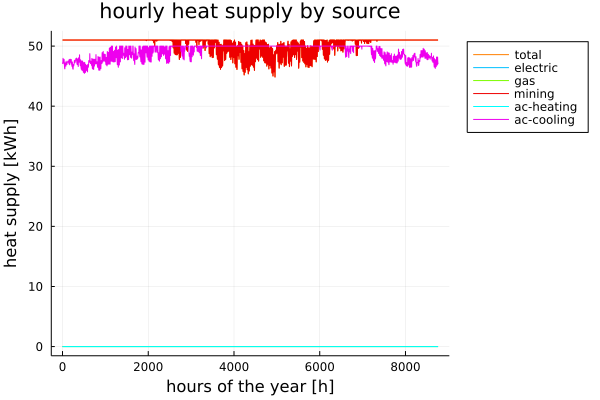 hourly heat supply by source
heat supply [kWh]
50
40
30
20
10
0
0 2000 4000 6000 8000
hours of the year [h]
total
electric
gas
mining
ac-heating
ac-cooling